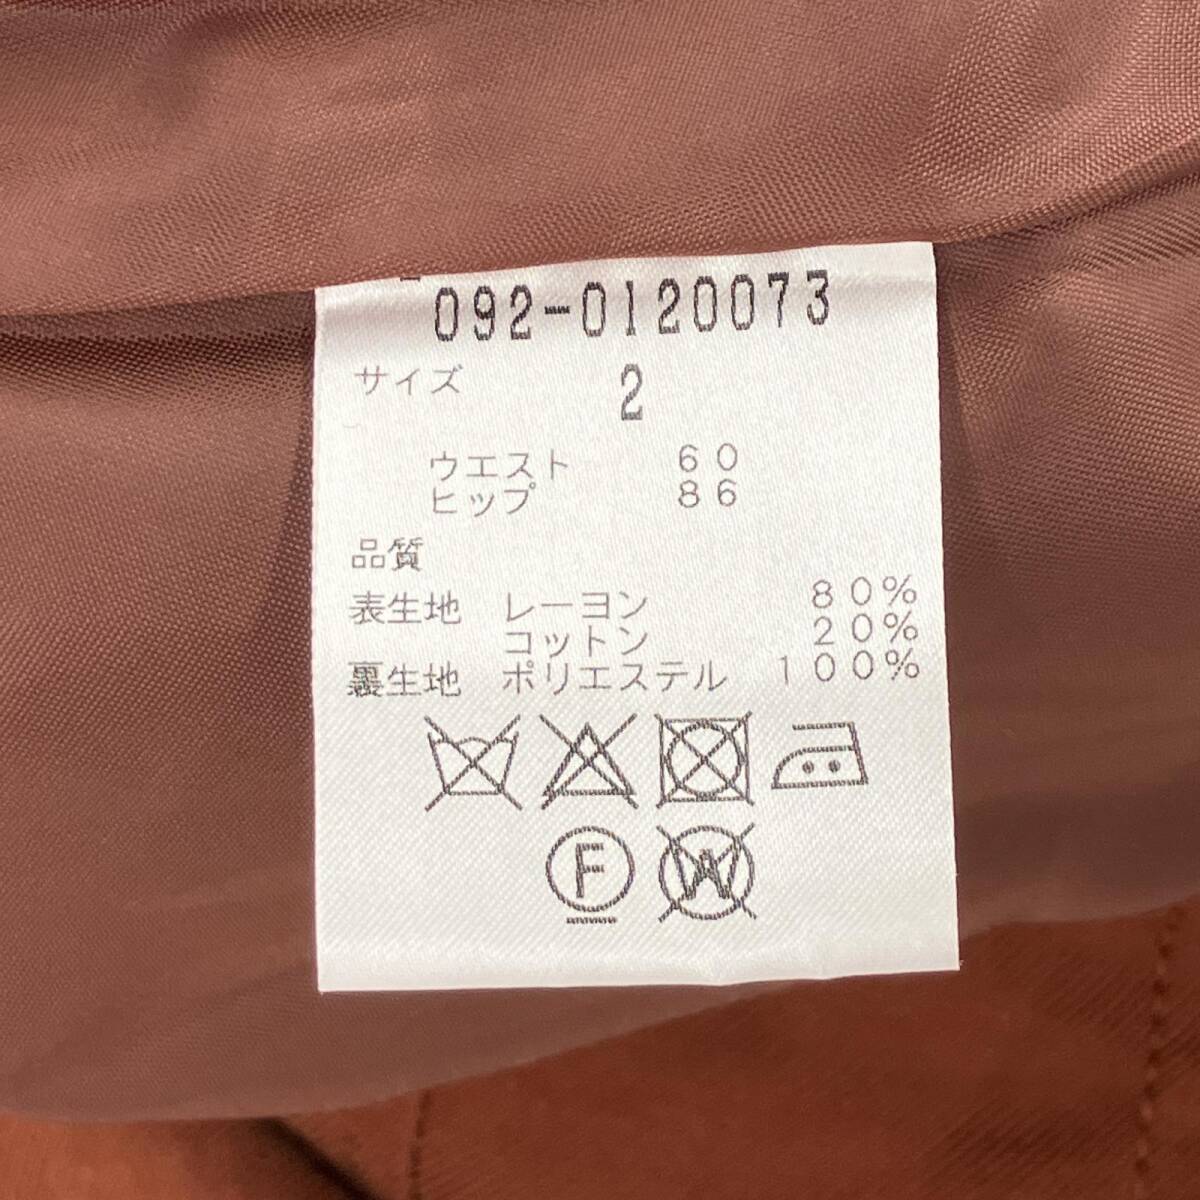 092-0120073
サイズ 2
ウエスト 60
ヒップ 86
品質
表生地 レーヨン 80%
コットン 20%
裏生地 ポリエステル 100%
F W